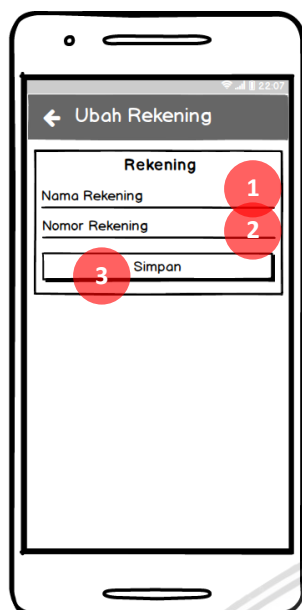 22:07
Ubah Rekening
Rekening
Nama Rekening 1
Nomor Rekening 2
3 Simpan